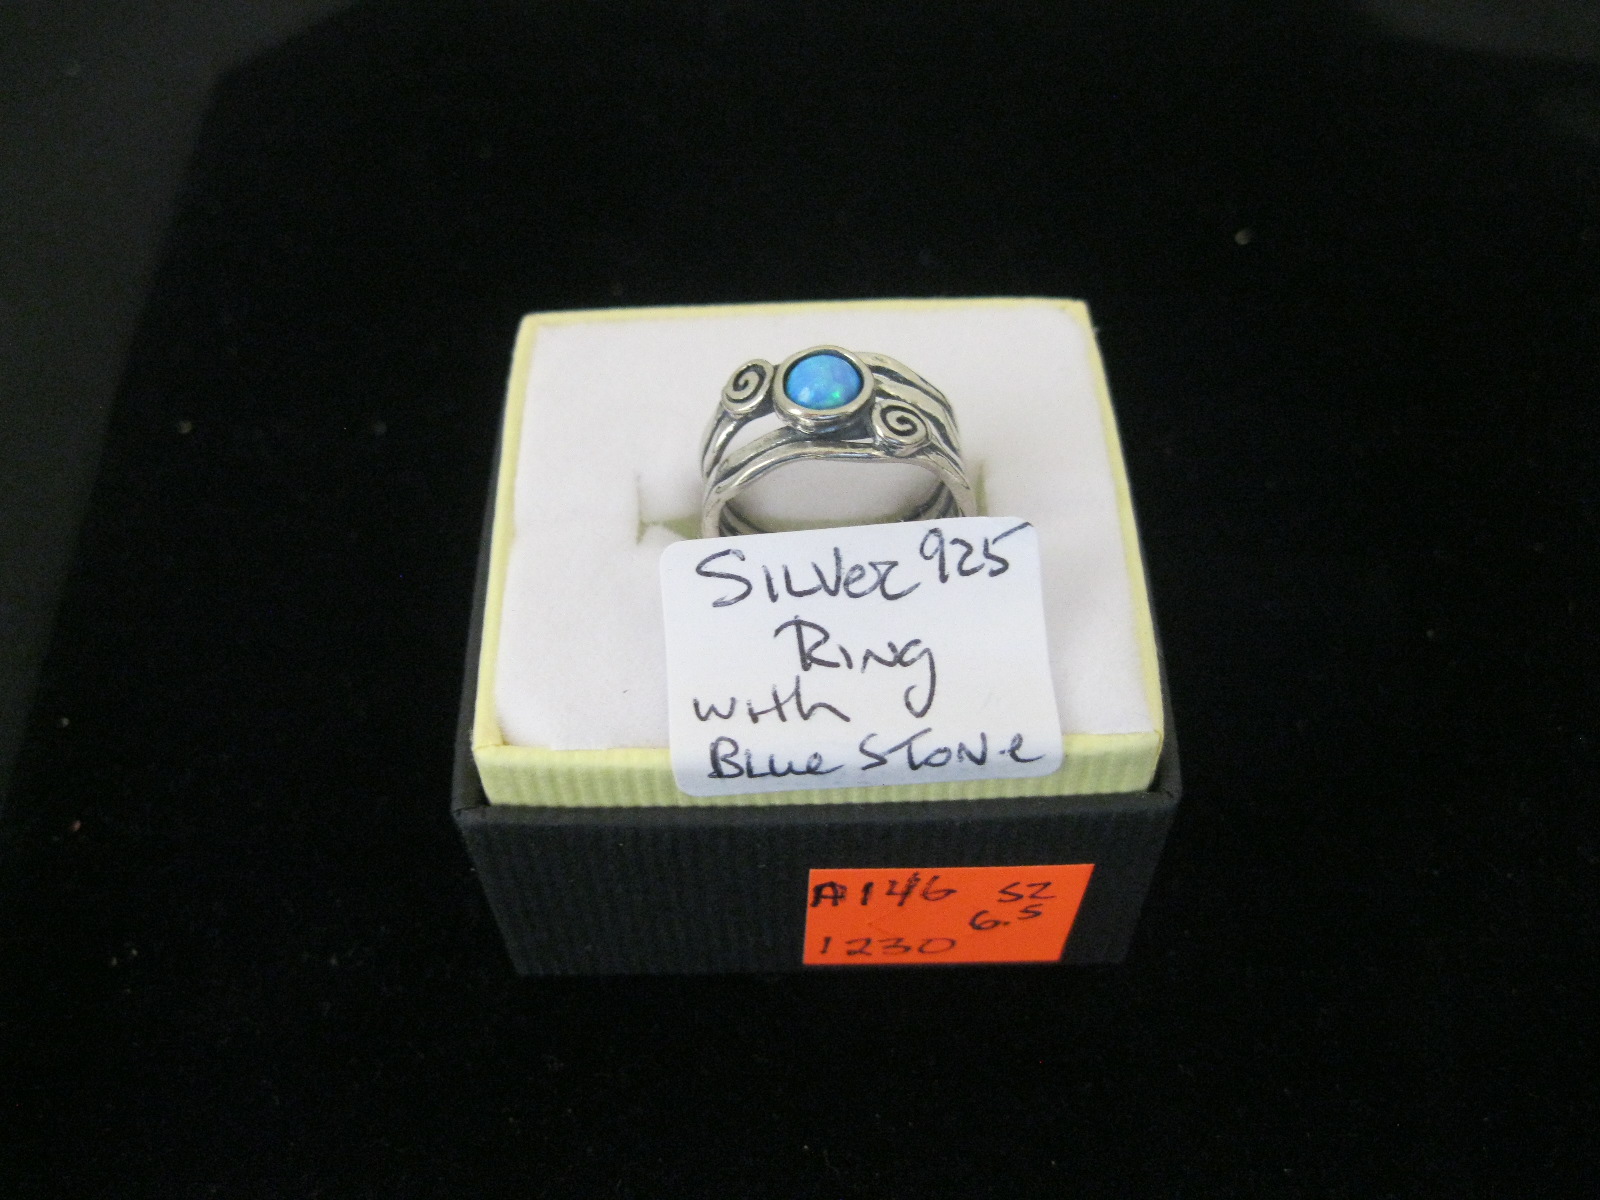 SILVer 925
RING
with
BLue STONe
A146 SZ
6.5
1230